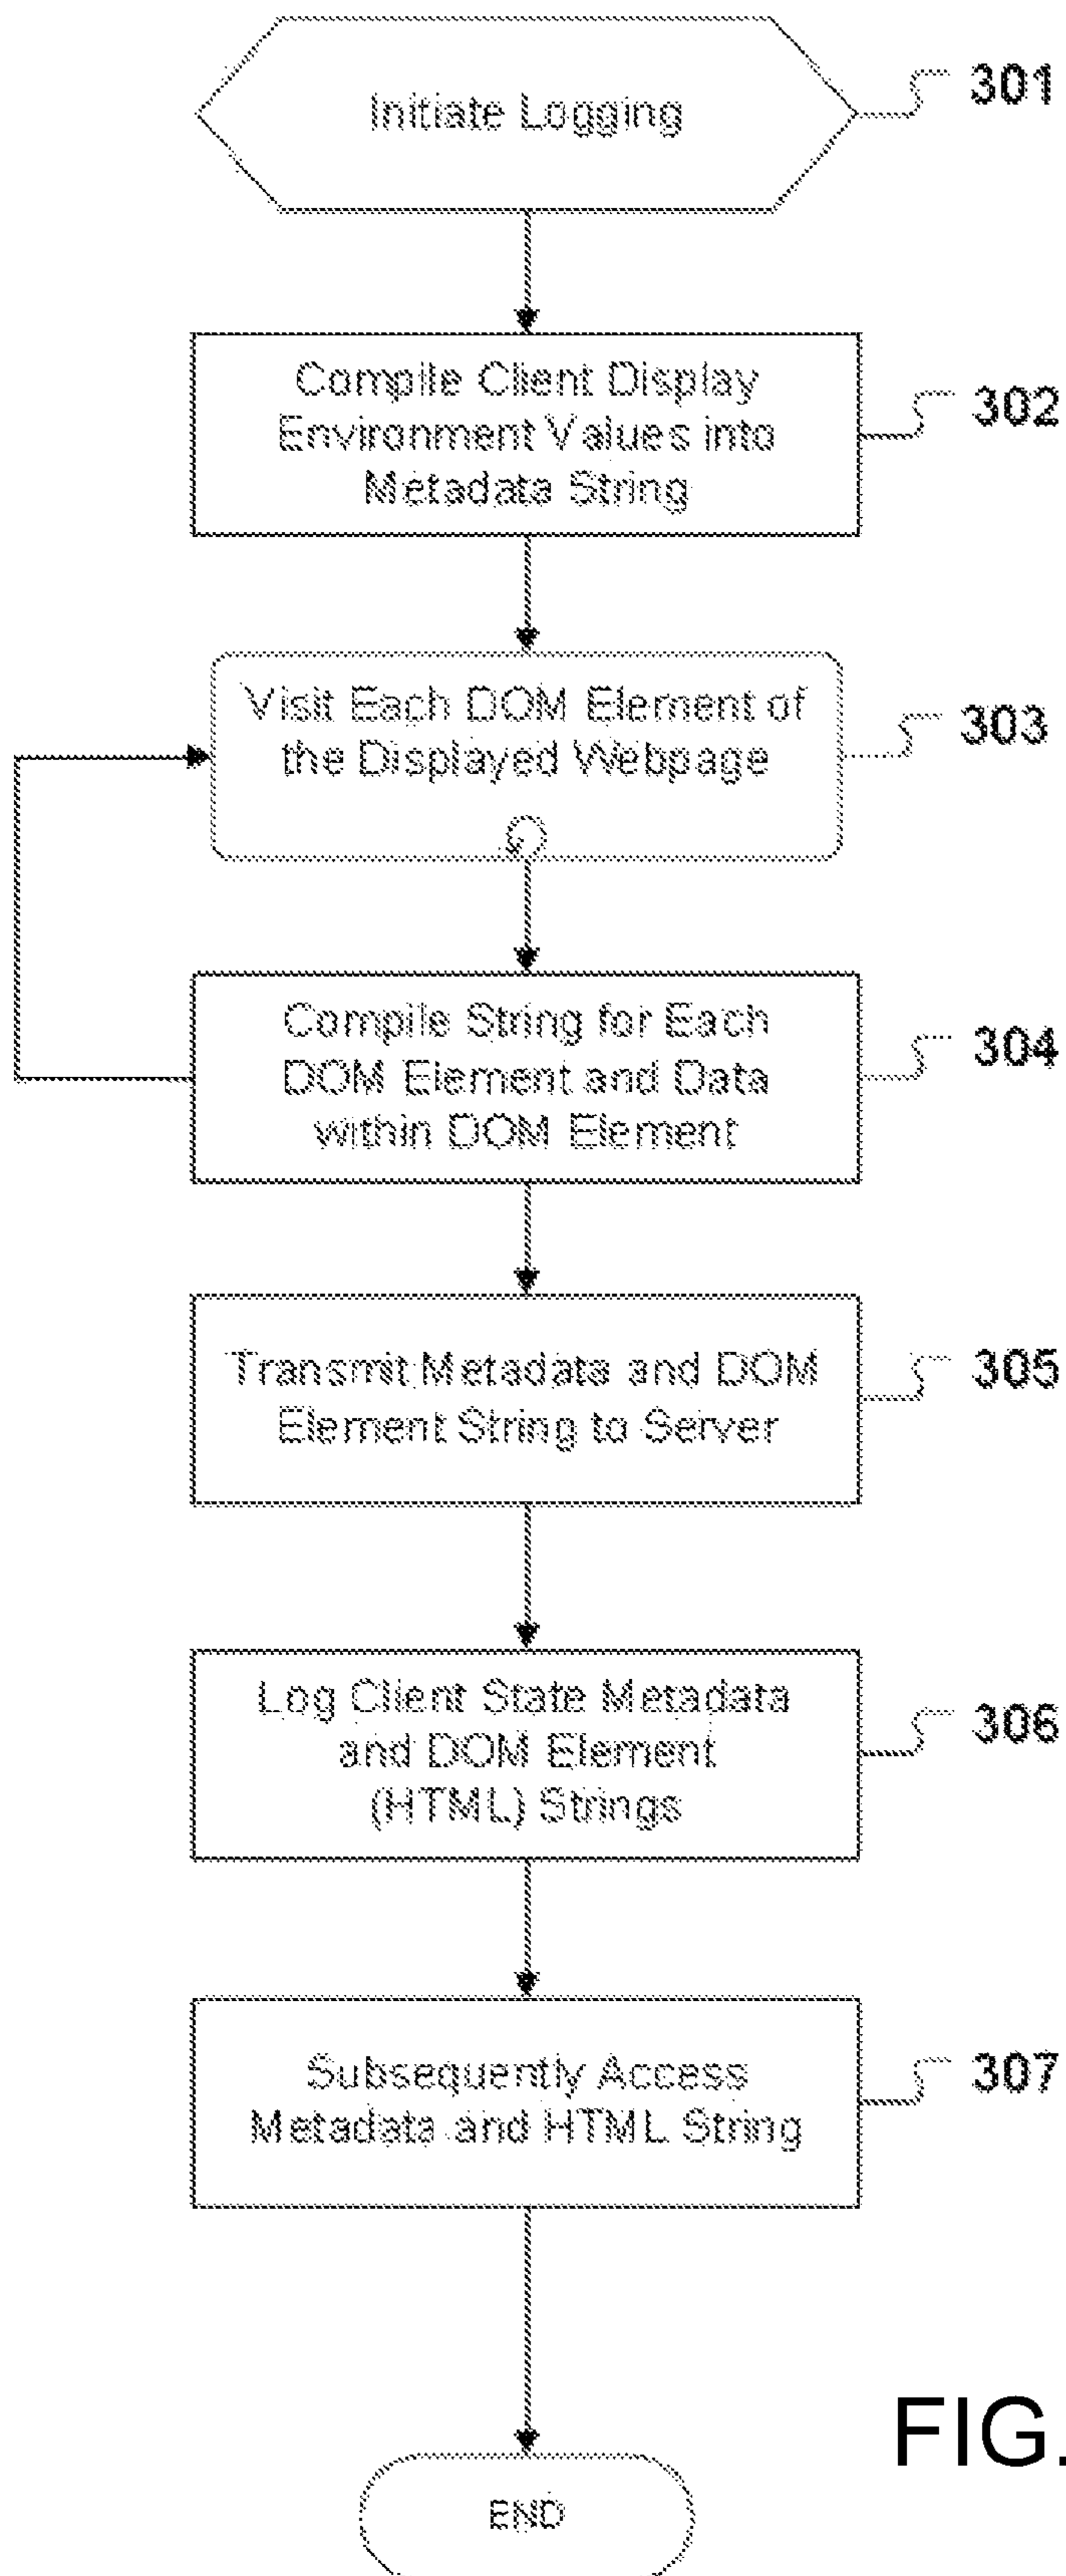 Initiate Logging
301
Compile Client Display
Environment Values into
Metadata String
302
Visit Each DOM Element of
the Displayed Webpage
303
Compile String for Each
DOM Element and Data
within DOM Element
304
Transmit Metadata and DOM
Element String to Server
305
Log Client State Metadata
and DOM Element
(HTML) Strings
306
Subsequently Access
Metadata and HTML String
307
FIG.
END